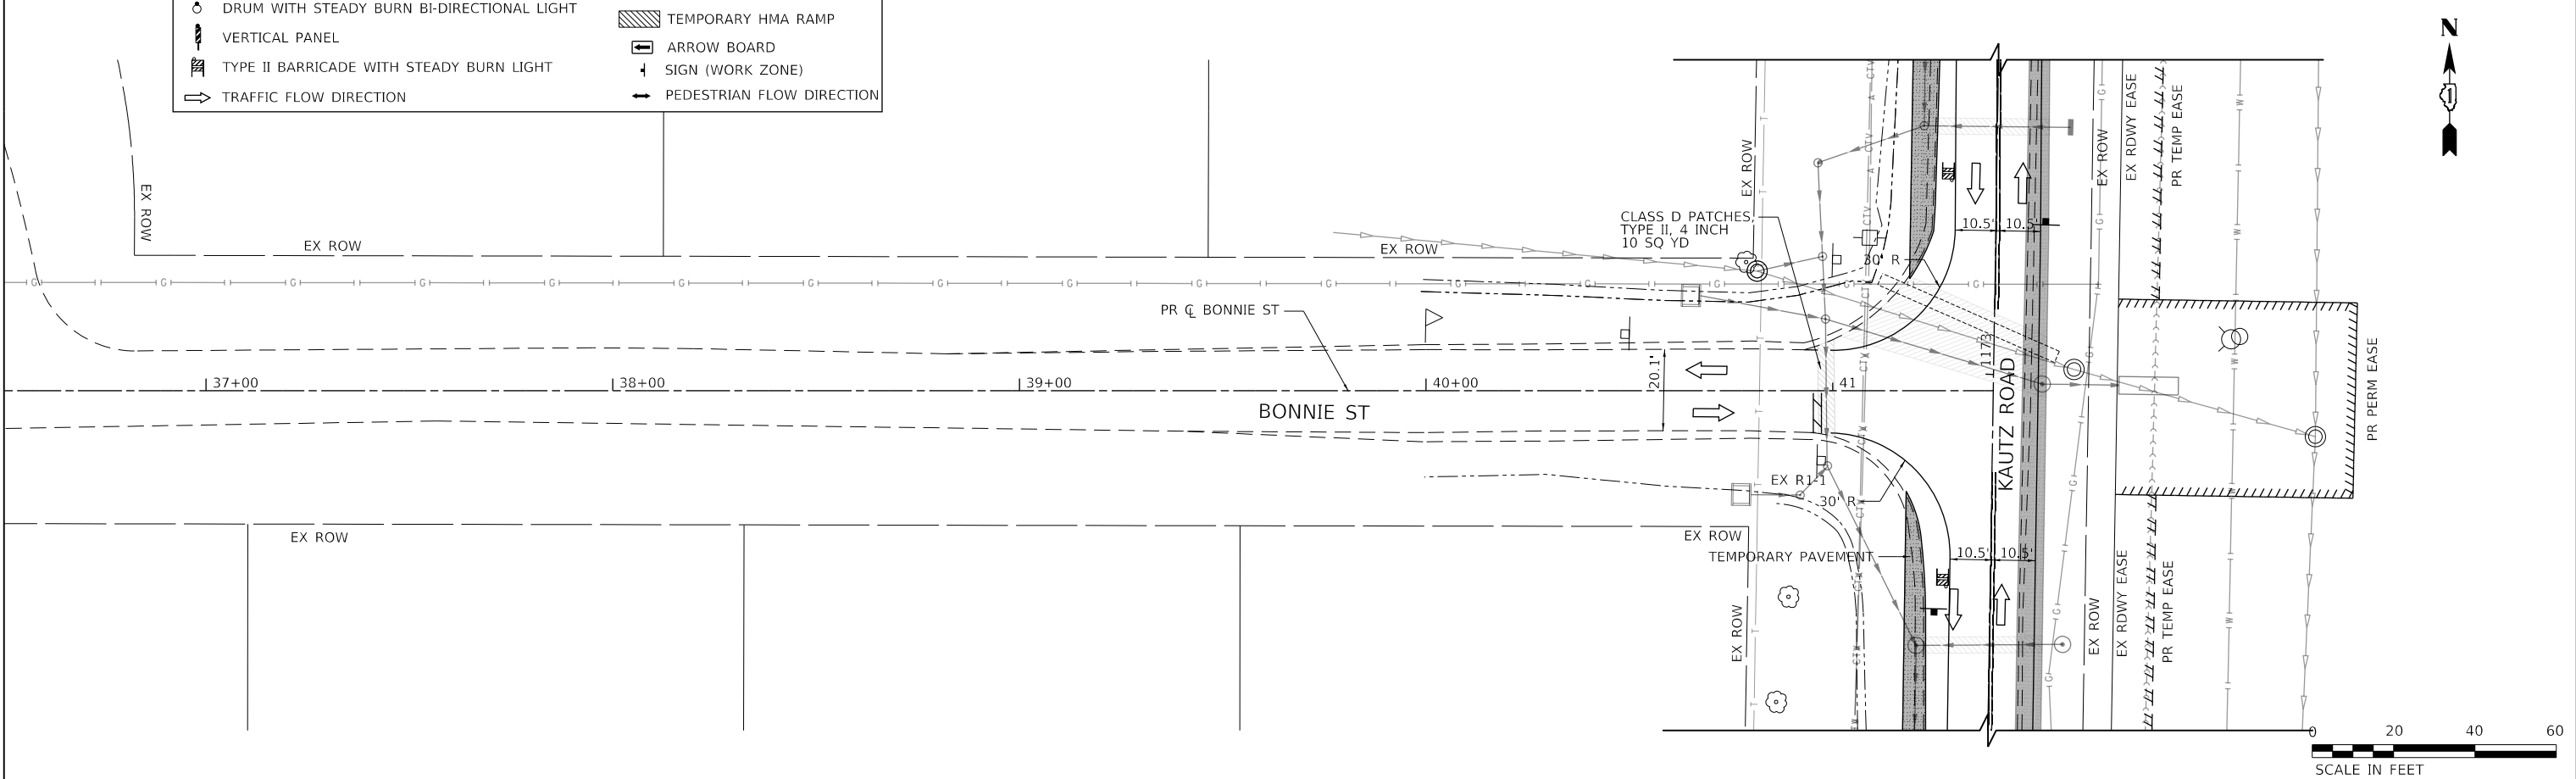 DRUM WITH STEADY BURN BI-DIRECTIONAL LIGHT
VERTICAL PANEL
TYPE II BARRICADE WITH STEADY BURN LIGHT
TRAFFIC FLOW DIRECTION
TEMPORARY HMA RAMP
ARROW BOARD
SIGN (WORK ZONE)
PEDESTRIAN FLOW DIRECTION
N
EX ROW
EX ROW
EX ROW
EX ROW
CLASS D PATCHES,
TYPE II, 4 INCH
10 SQ YD
10.5'
10.5'
30' R
EX ROW
EX RDWY EASE
PR TEMP EASE
PR ℄ BONNIE ST
37+00
38+00
39+00
40+00
41
20.1'
1173
BONNIE ST
KAUTZ ROAD
PR PERM EASE
EX R1-1
30' R
EX ROW
EX ROW
TEMPORARY PAVEMENT
10.5'
10.5'
EX ROW
EX ROW
EX RDWY EASE
PR TEMP EASE
G G G G G G G G G G G G G G
T
CTV
A
W
0 20 40 60
SCALE IN FEET